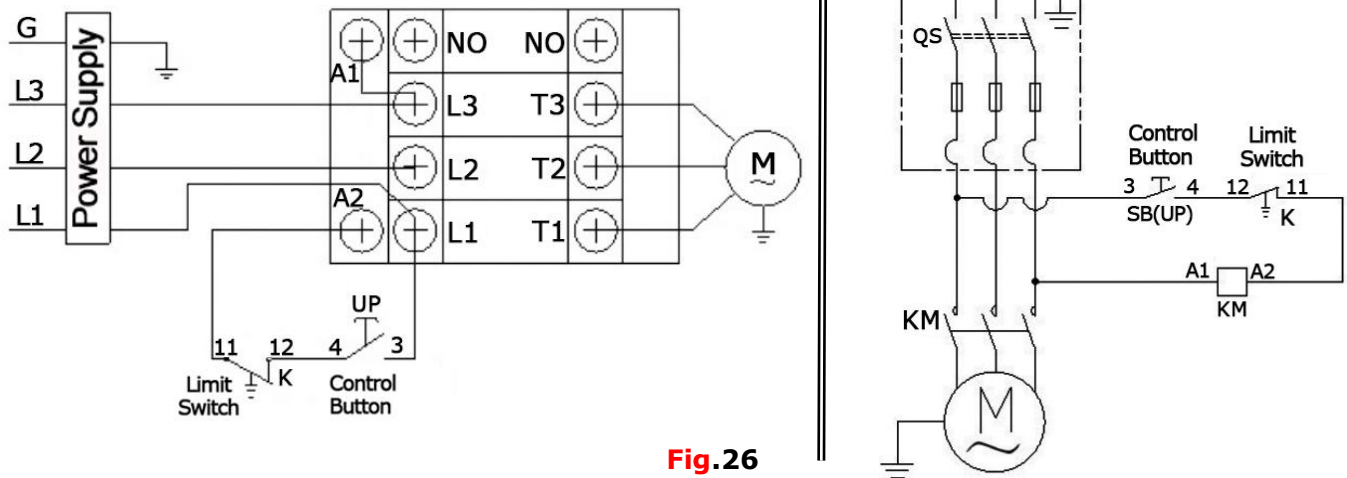 G
L3
L2
L1
Power Supply
A1
NO NO
L3 T3
L2 T2
A2
L1 T1
M
~
UP
11 12 4 3
K
Limit
Switch
Control
Button
Fig.26
QS
Control
Button
Limit
Switch
3 4 12 11
SB(UP) K
A1 A2
KM
KM
M
~